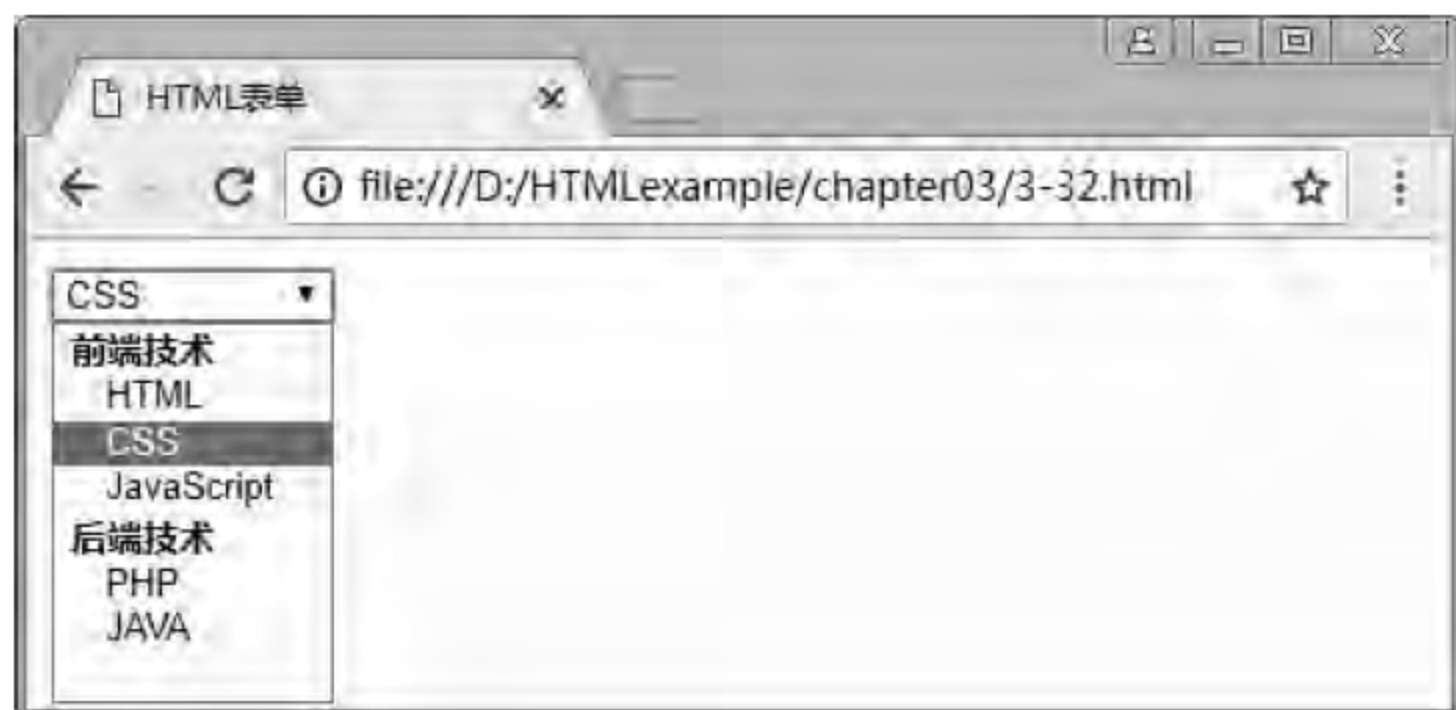 HTML表单
file:///D:/HTMLexample/chapter03/3-32.html
CSS
前端技术
HTML
CSS
JavaScript
后端技术
PHP
JAVA